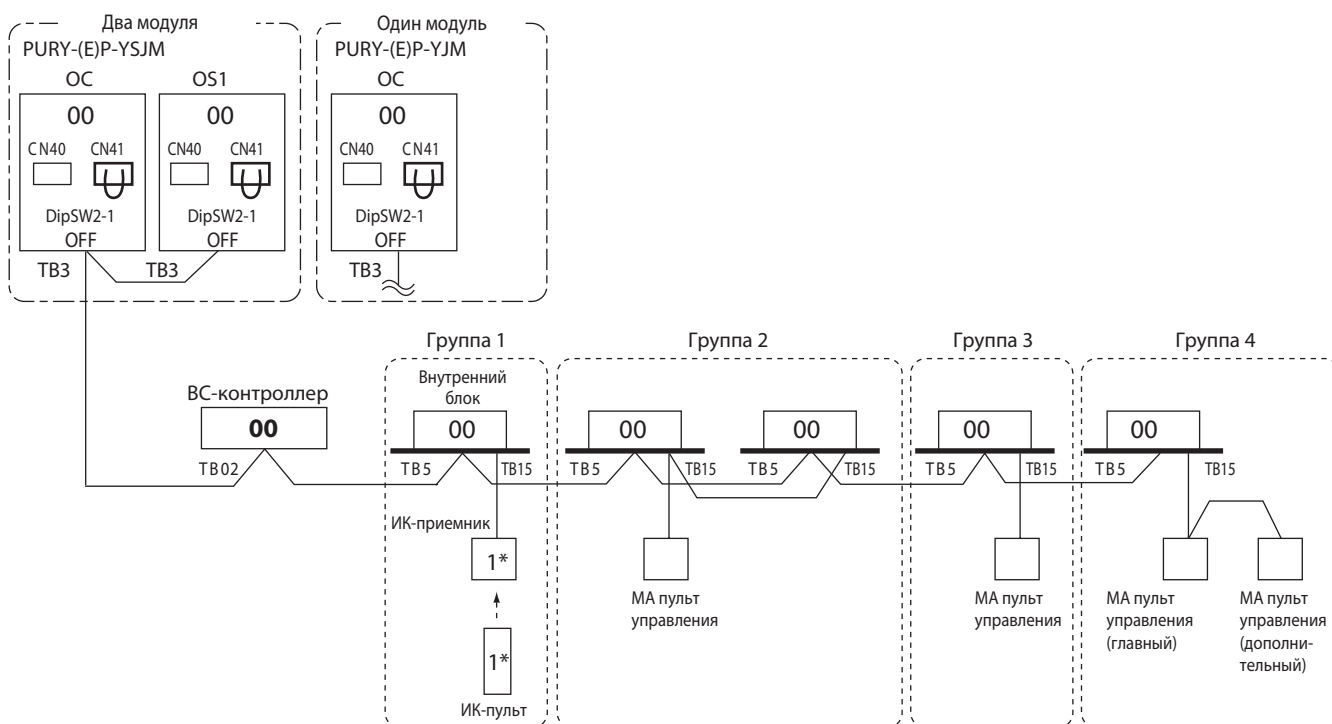 Два модуля
PURY-(E)P-YSJM
OC
OS1
00
00
CN40
CN41
CN40
CN41
DipSW2-1
OFF
DipSW2-1
OFF
TB3
TB3
Один модуль
PURY-(E)P-YJM
OC
00
CN40
CN41
DipSW2-1
OFF
TB3
BC-контроллер
00
TB02
Группа 1
Внутренний
блок
00
TB5
TB15
ИК-приемник
1*
1*
ИК-пульт
Группа 2
00
TB5
TB15
00
TB5
TB15
МА пульт
управления
Группа 3
00
TB5
TB15
МА пульт
управления
Группа 4
00
TB5
TB15
МА пульт
управления
(главный)
МА пульт
управления
(дополни-
тельный)